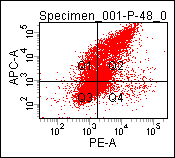 Specimen_001-P-48_0
APC-A
10^5
10^4
10^3
10^2
Q1 Q2
Q3 Q4
10^2 10^3 10^4 10^5
PE-A